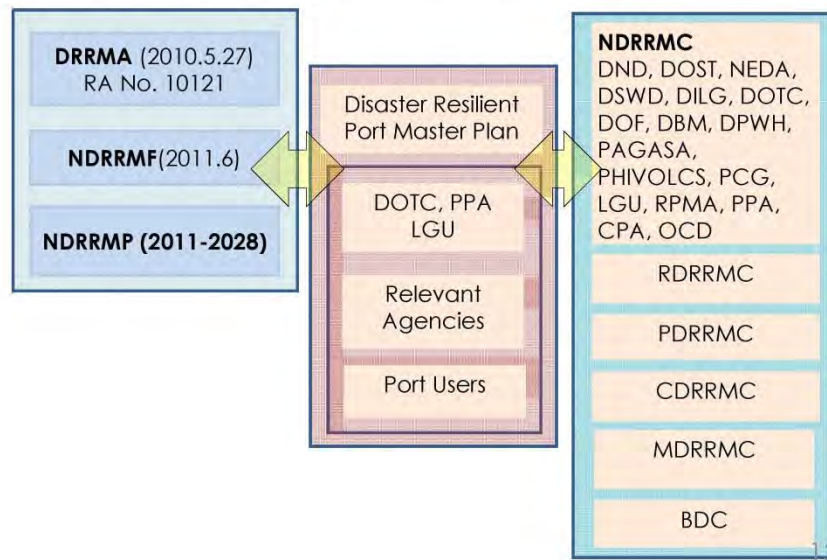 DRRMA (2010.5.27)
RA No. 10121
NDRRMF(2011.6)
NDRRMP (2011-2028)
Disaster Resilient
Port Master Plan
DOTC, PPA
LGU
Relevant
Agencies
Port Users
NDRRMC
DND, DOST, NEDA,
DSWD, DILG, DOTC,
DOF, DBM, DPWH,
PAGASA,
PHIVOLCS, PCG,
LGU, RPMA, PPA,
CPA, OCD
RDRRMC
PDRRMC
CDRRMC
MDRRMC
BDC